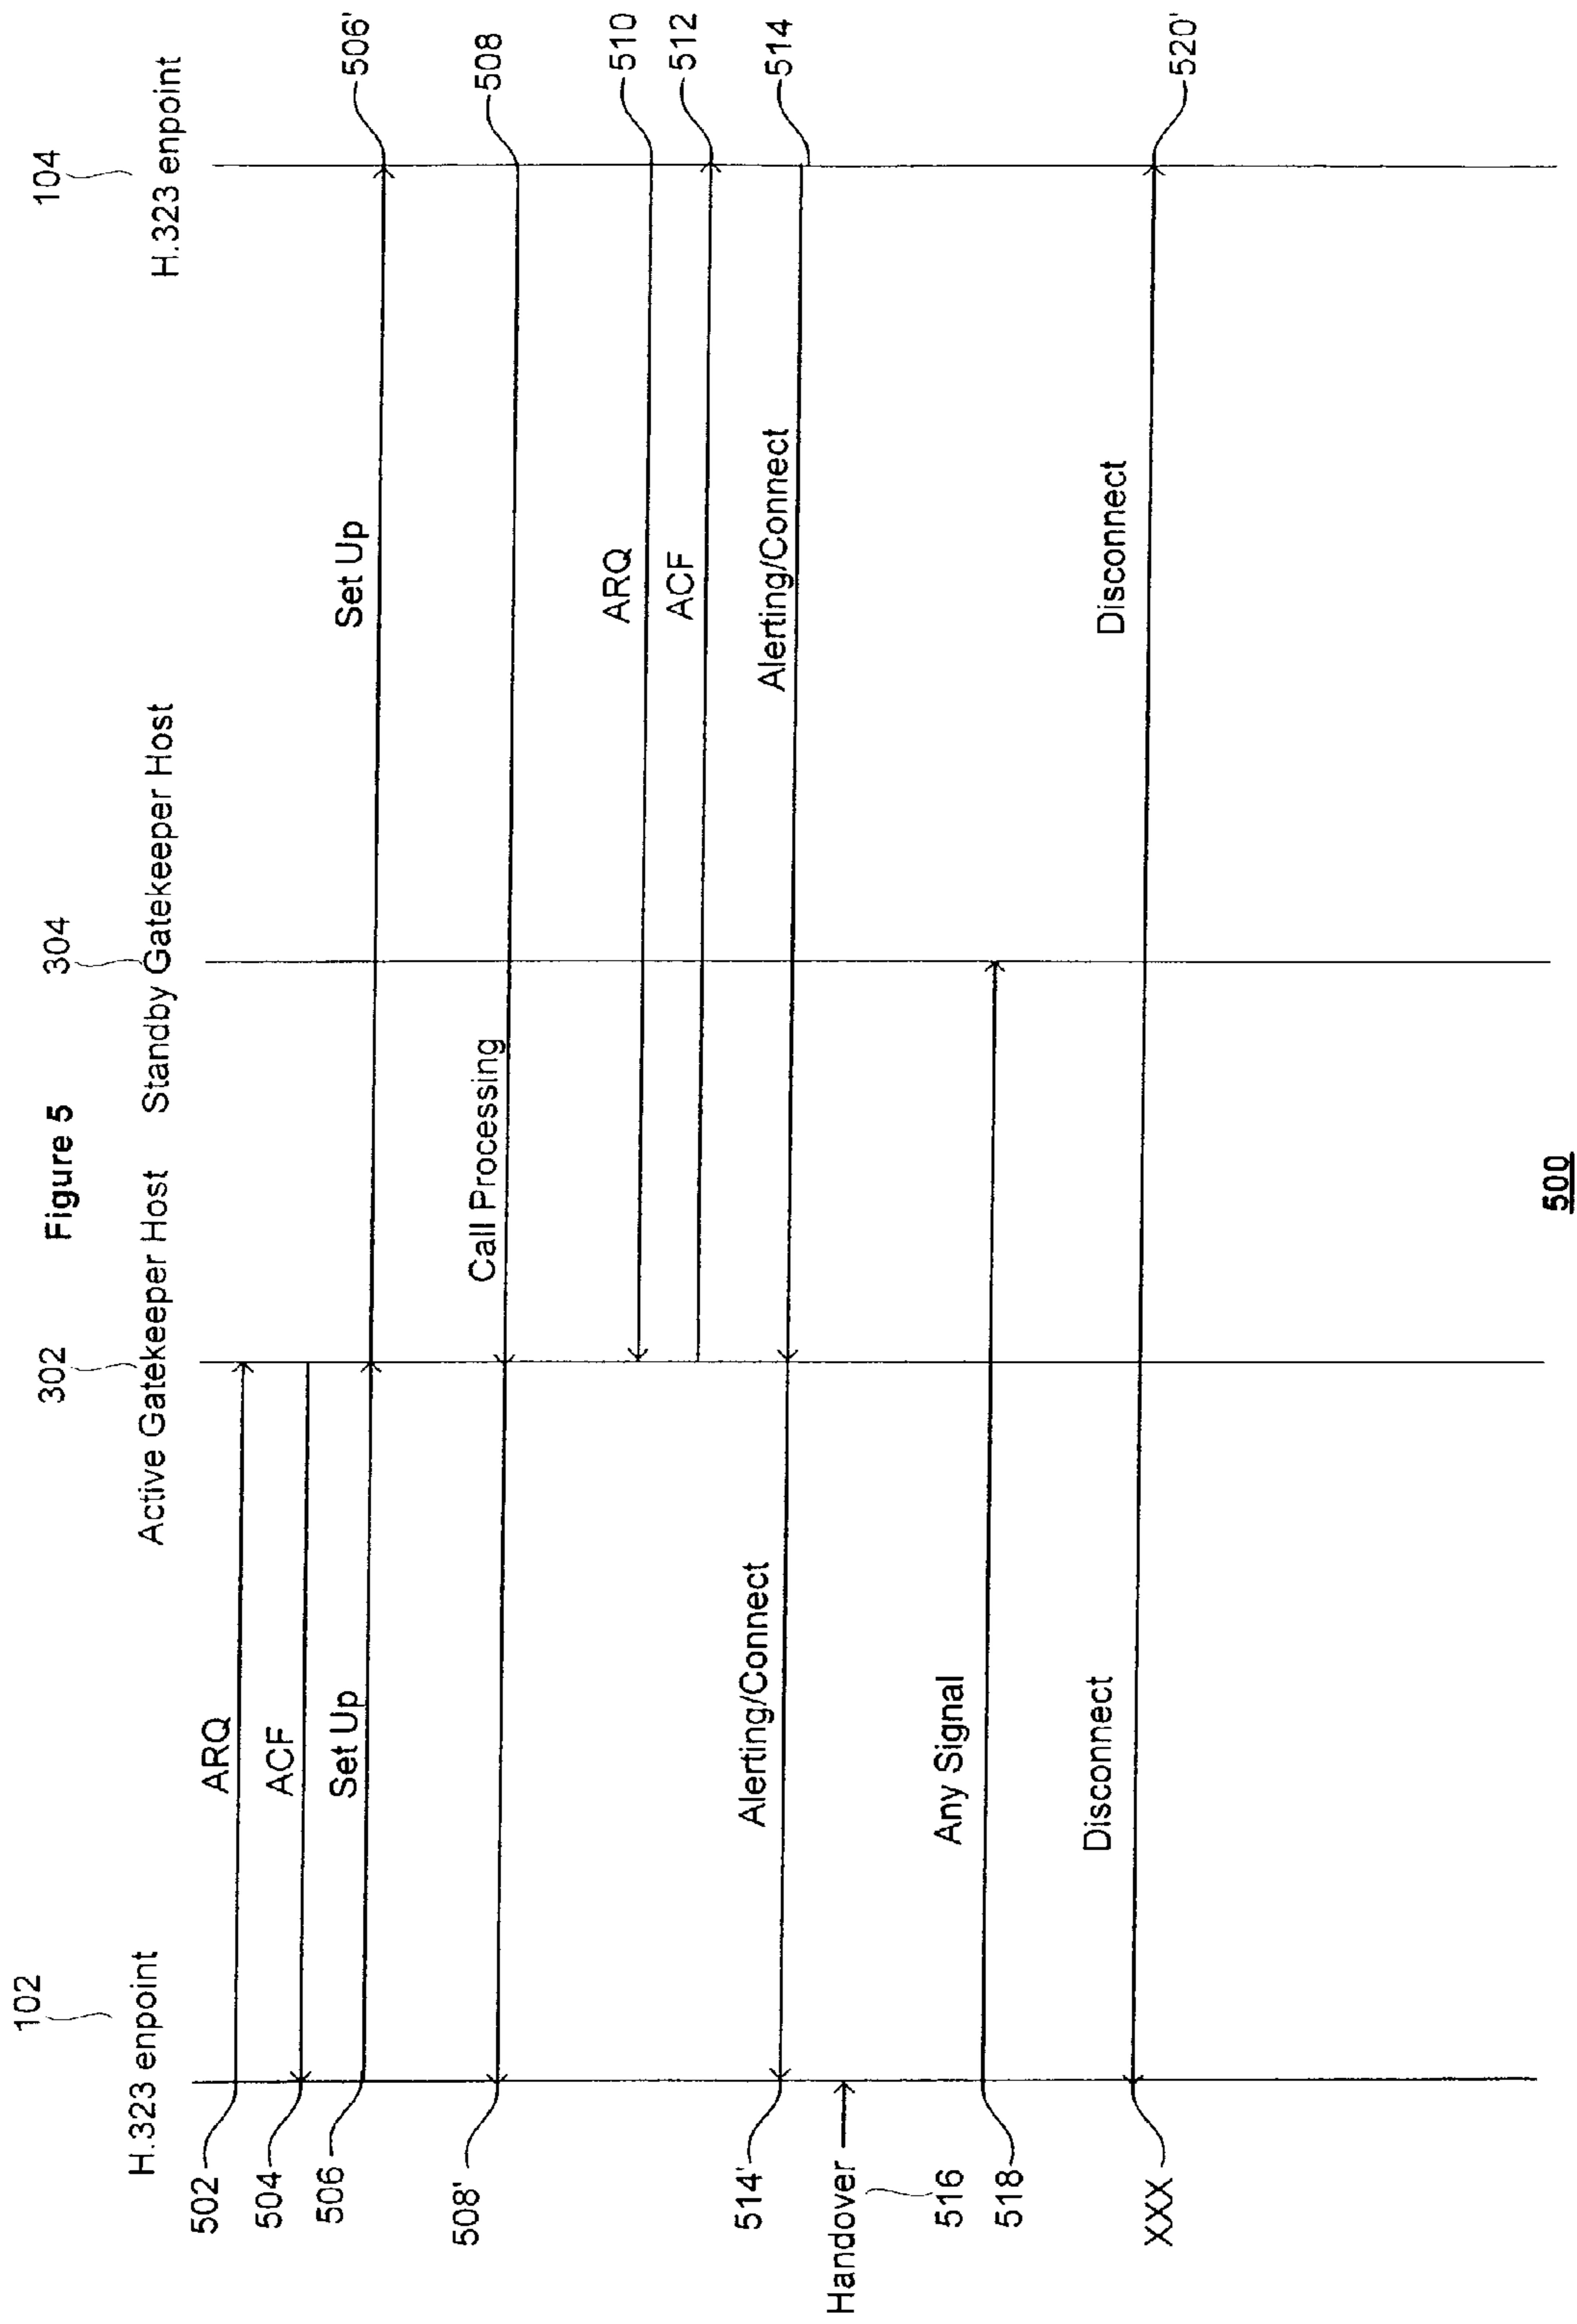 Figure 5
102
302
304
104
H.323 enpoint
Active Gatekeeper Host
Standby Gatekeeper Host
H.323 enpoint
502
ARQ
504
ACF
506
Set Up
Set Up
506'
508'
Call Processing
508
ARQ
510
ACF
512
514'
Alerting/Connect
Alerting/Connect
514
Handover
516
518
Any Signal
XXX
Disconnect
Disconnect
520'
500